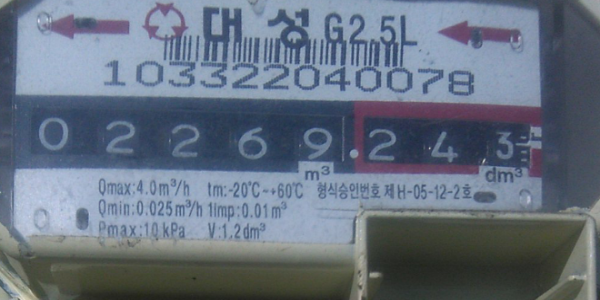 대성 G2.5L
103322040078
02269.243
m³ dm³
Qmax:4.0m³/h tm:-20℃~+60℃ 형식승인번호 제 H-05-12-2호
Qmin:0.025m³/h 1imp:0.01m³
Pmax:10kPa V:1.2dm³